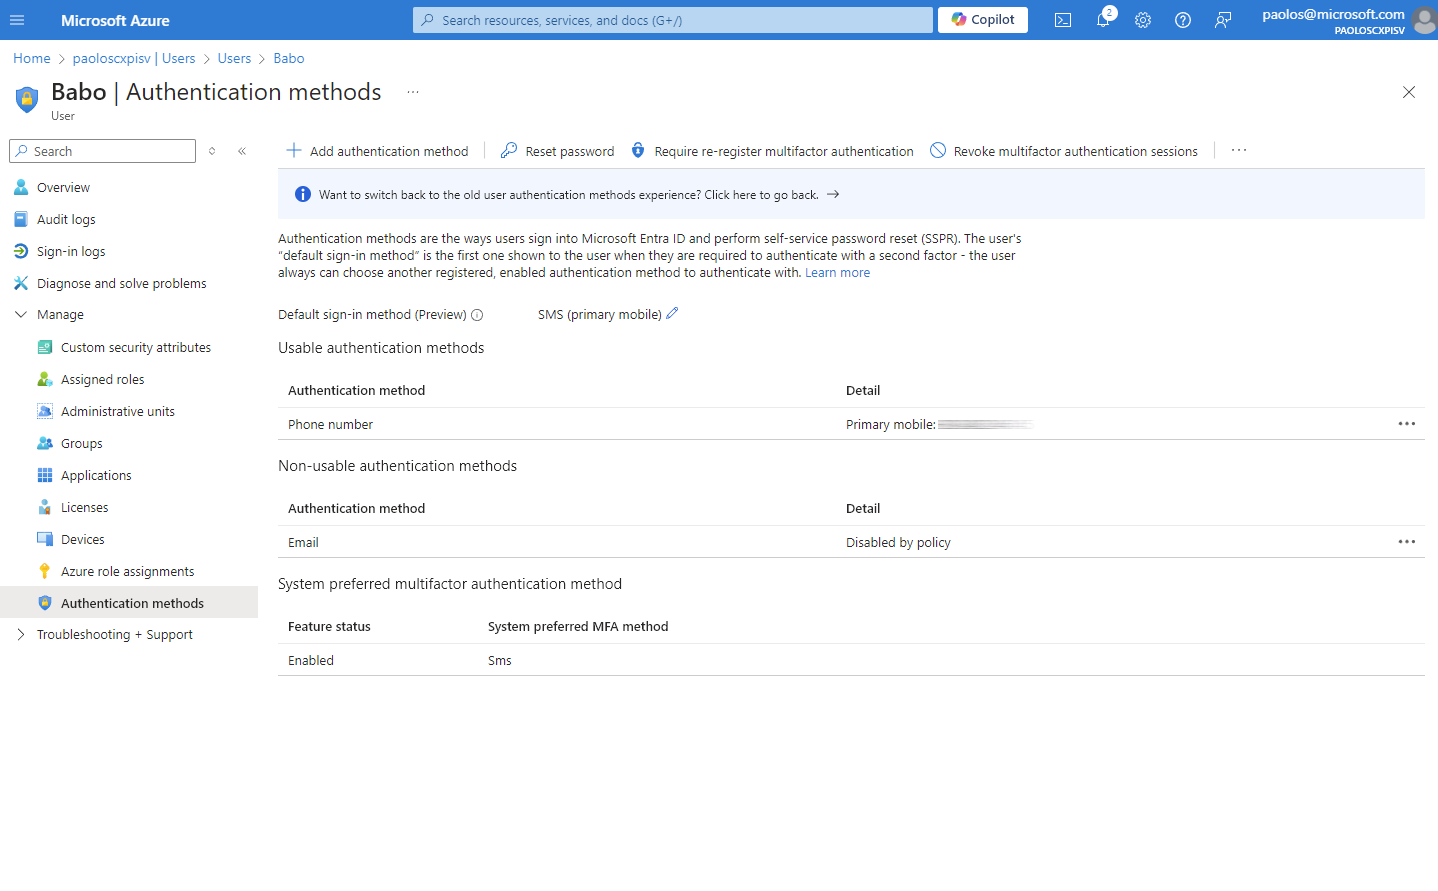 Microsoft Azure
Search resources, services, and docs (G+/)
Copilot
2
paolos@microsoft.com
PAOLOSCXPISV
Home > paoloscxpisv | Users > Users > Babo
Babo | Authentication methods ...
User
Search
Overview
Audit logs
Sign-in logs
Diagnose and solve problems
Manage
Custom security attributes
Assigned roles
Administrative units
Groups
Applications
Licenses
Devices
Azure role assignments
Authentication methods
Troubleshooting + Support
Add authentication method
Reset password
Require re-register multifactor authentication
Revoke multifactor authentication sessions
Want to switch back to the old user authentication methods experience? Click here to go back. →
Authentication methods are the ways users sign into Microsoft Entra ID and perform self-service password reset (SSPR). The user's
“default sign-in method” is the first one shown to the user when they are required to authenticate with a second factor - the user
always can choose another registered, enabled authentication method to authenticate with. Learn more
Default sign-in method (Preview) SMS (primary mobile)
Usable authentication methods
Authentication method Detail
Phone number Primary mobile:
Non-usable authentication methods
Authentication method Detail
Email Disabled by policy
System preferred multifactor authentication method
Feature status System preferred MFA method
Enabled Sms